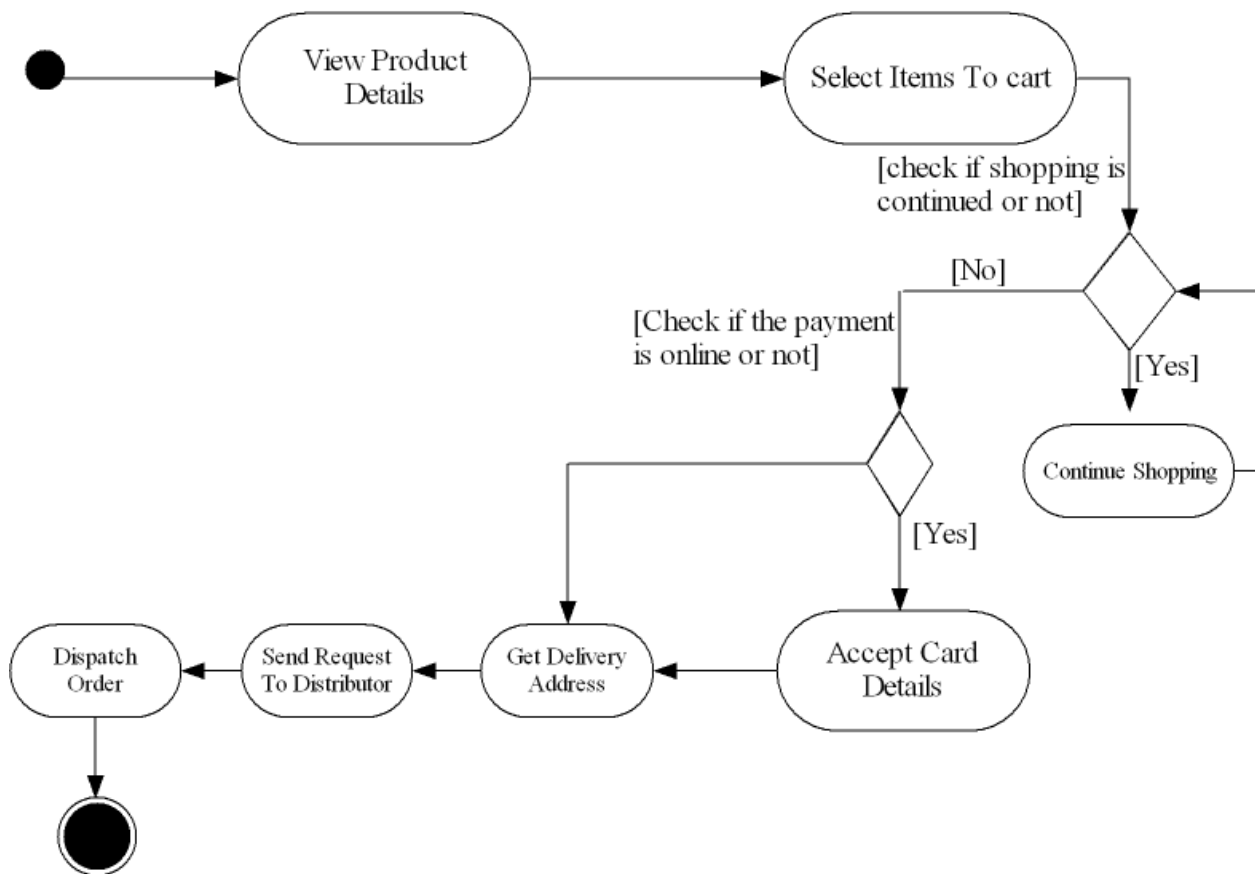 View Product
Details
Select Items To cart
[check if shopping is
continued or not]
[No]
[Check if the payment
is online or not]
[Yes]
Continue Shopping
[Yes]
Dispatch
Order
Send Request
To Distributor
Get Delivery
Address
Accept Card
Details